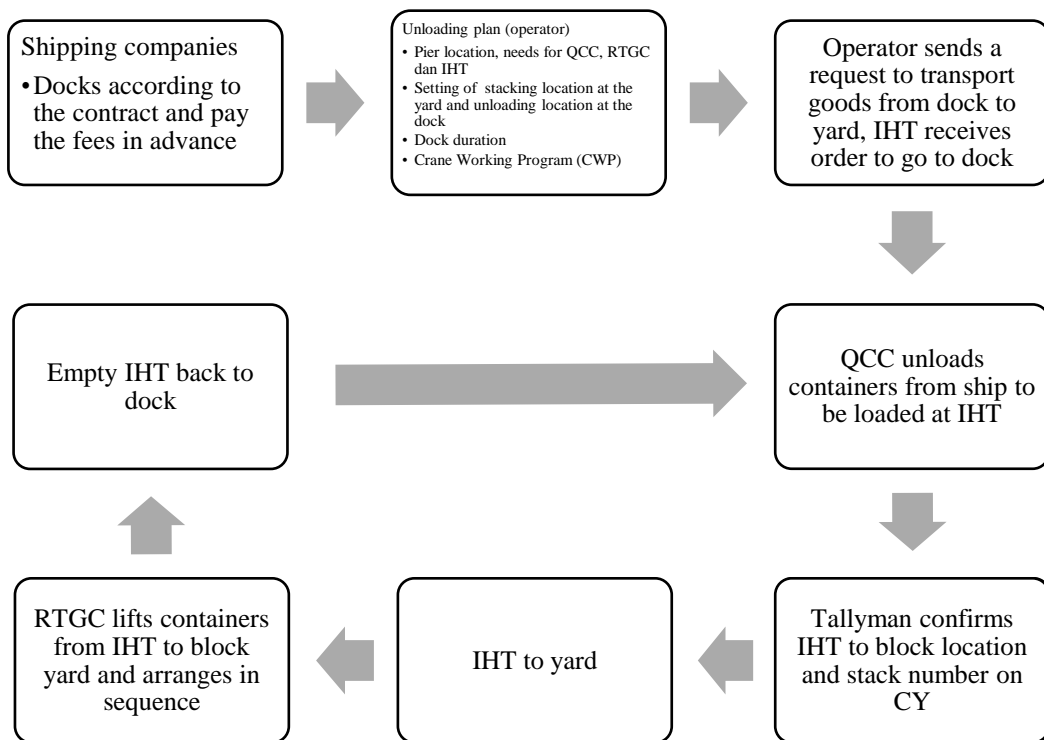 Shipping companies
•Docks according to
the contract and pay
the fees in advance
Unloading plan (operator)
• Pier location, needs for QCC, RTGC
dan IHT
• Setting of stacking location at the
yard and unloading location at the
dock
• Dock duration
• Crane Working Program (CWP)
Operator sends a
request to transport
goods from dock to
yard, IHT receives
order to go to dock
QCC unloads
containers from ship to
be loaded at IHT
Tallyman confirms
IHT to block location
and stack number on
CY
IHT to yard
RTGC lifts containers
from IHT to block
yard and arranges in
sequence
Empty IHT back to
dock